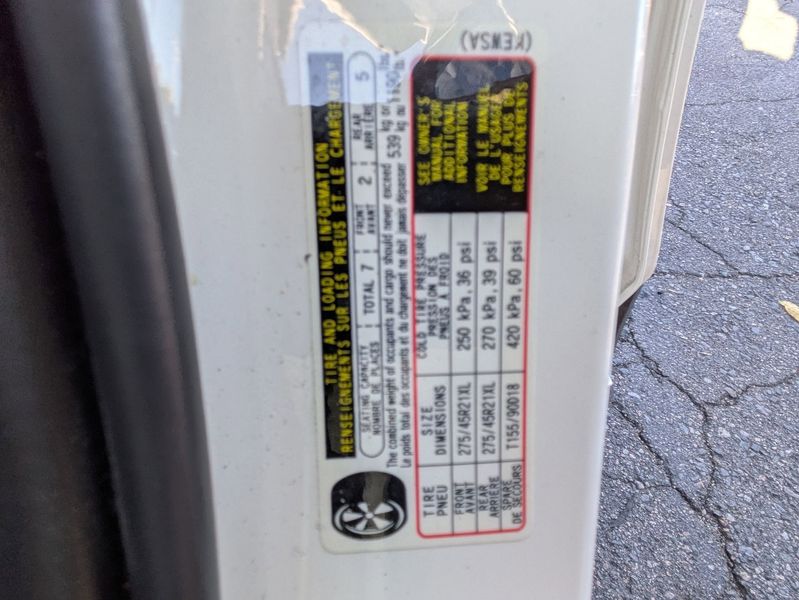 TIRE AND LOADING INFORMATION
RENSEIGNEMENTS SUR LES PNEUS ET LE CHARGEMENT
SEATING CAPACITY
NOMBRE DE PLACES
TOTAL 7
FRONT
AVANT
2
REAR
ARRIÈRE
5
The combined weight of occupants and cargo should never exceed 539 kg or
Le poids total des occupants et du chargement ne doit jamais dépasser 539 kg ou
TIRE
PNEU
SIZE
DIMENSIONS
COLD TIRE PRESSURE
PRESSION DES
PNEUS A FROID
SEE OWNER'S
MANUAL FOR
ADDITIONAL
INFORMATION
VOIR LE MANUEL
DE L'USAGER
POUR PLUS DE
RENSEIGNEMENTS
FRONT
AVANT
275/45R21XL
250 kPa, 36 psi
REAR
ARRIÈRE
275/45R21XL
270 kPa, 39 psi
SPARE
DE SECOURS
T155/90D18
420 kPa, 60 psi
(KEWSA)